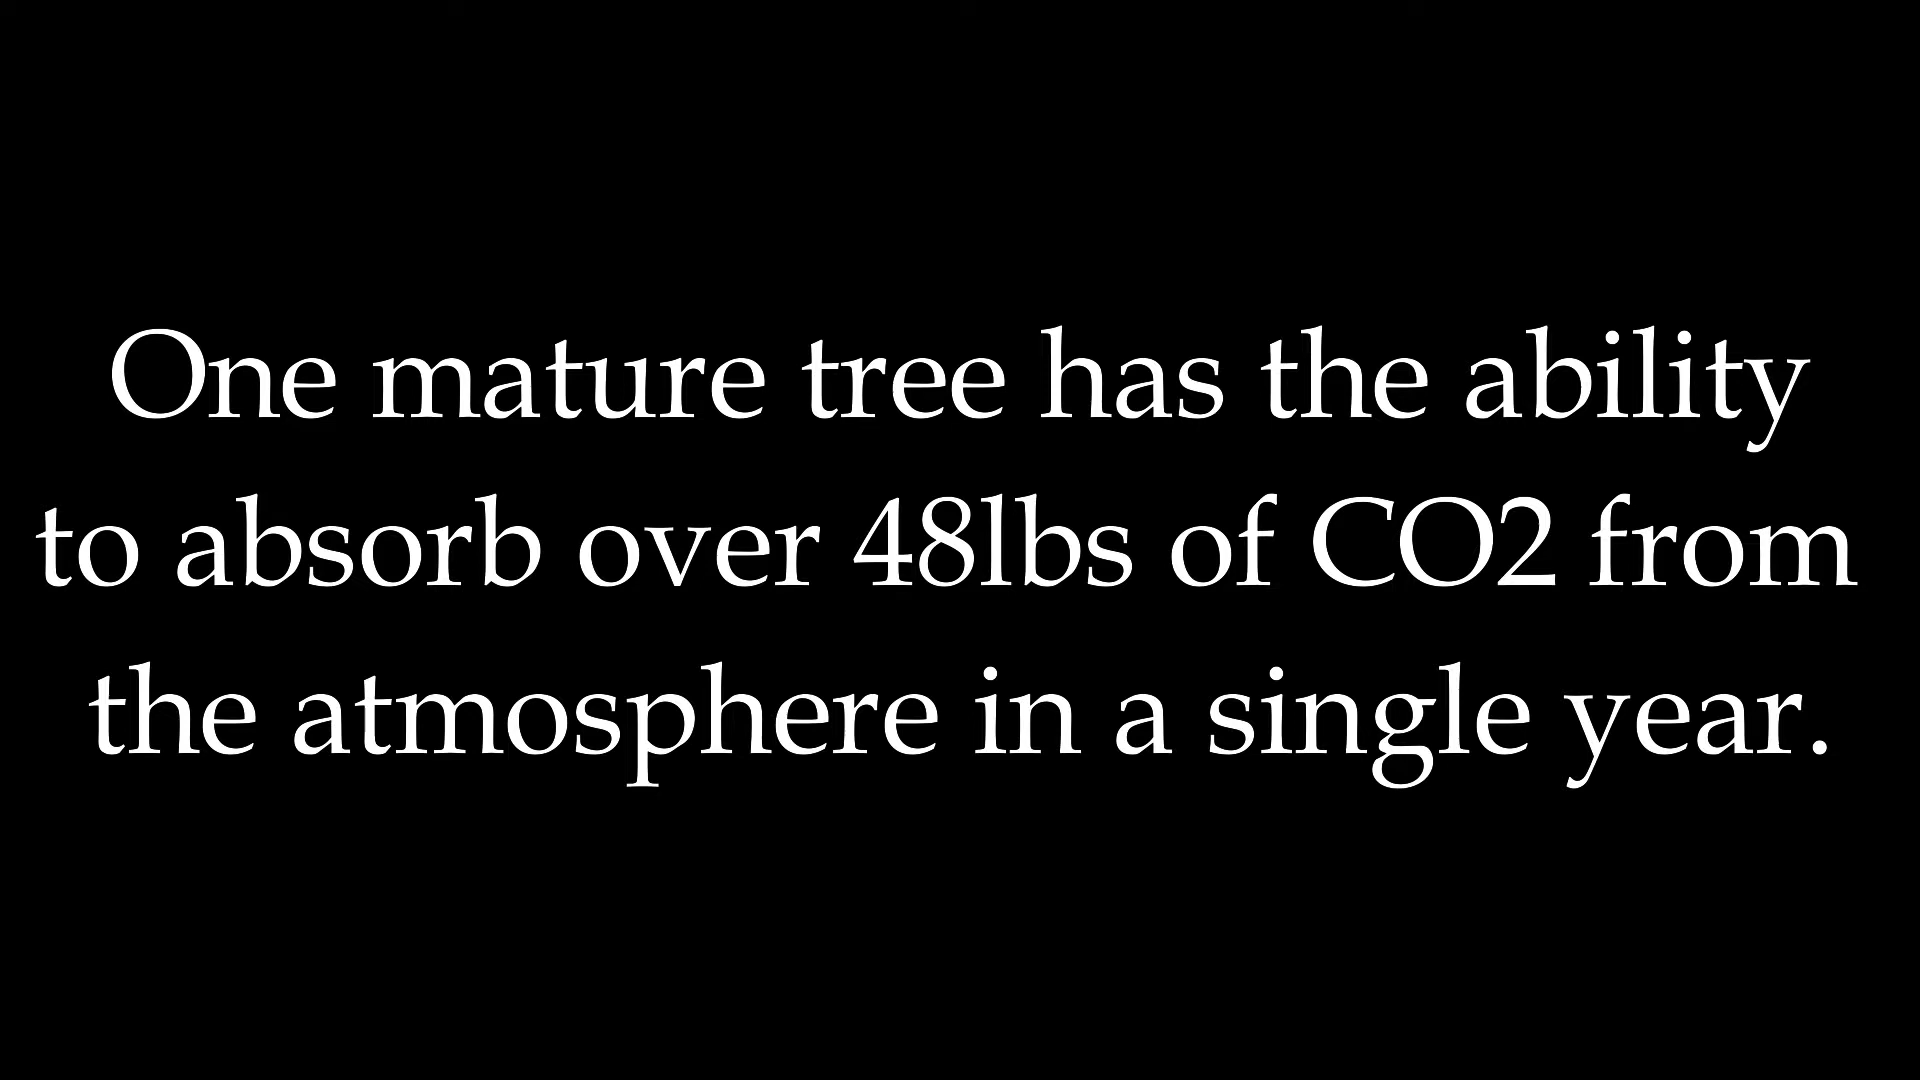 One mature tree has the ability
to absorb over 48lbs of CO2 from
the atmosphere in a single year.